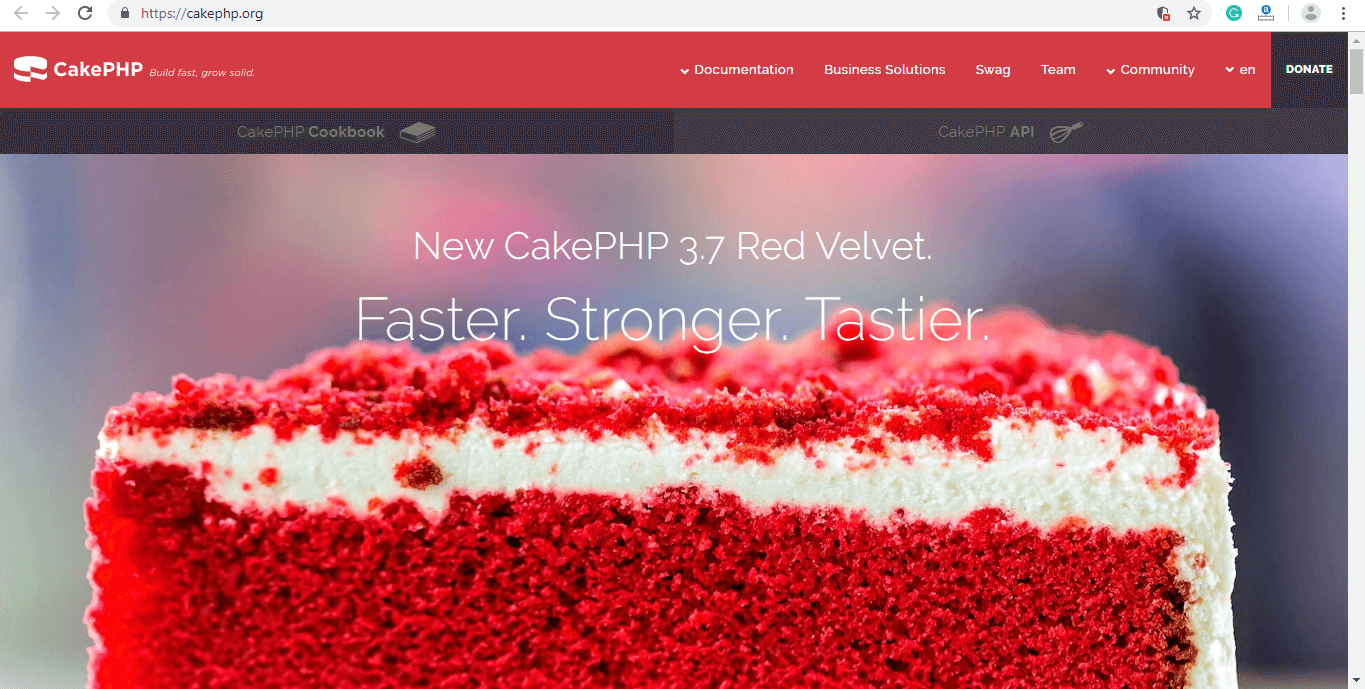 https://cakephp.org
CakePHP Build fast, grow solid.
Documentation Business Solutions Swag Team Community en DONATE
CakePHP Cookbook CakePHP API
New CakePHP 3.7 Red Velvet.
Faster. Stronger. Tastier.